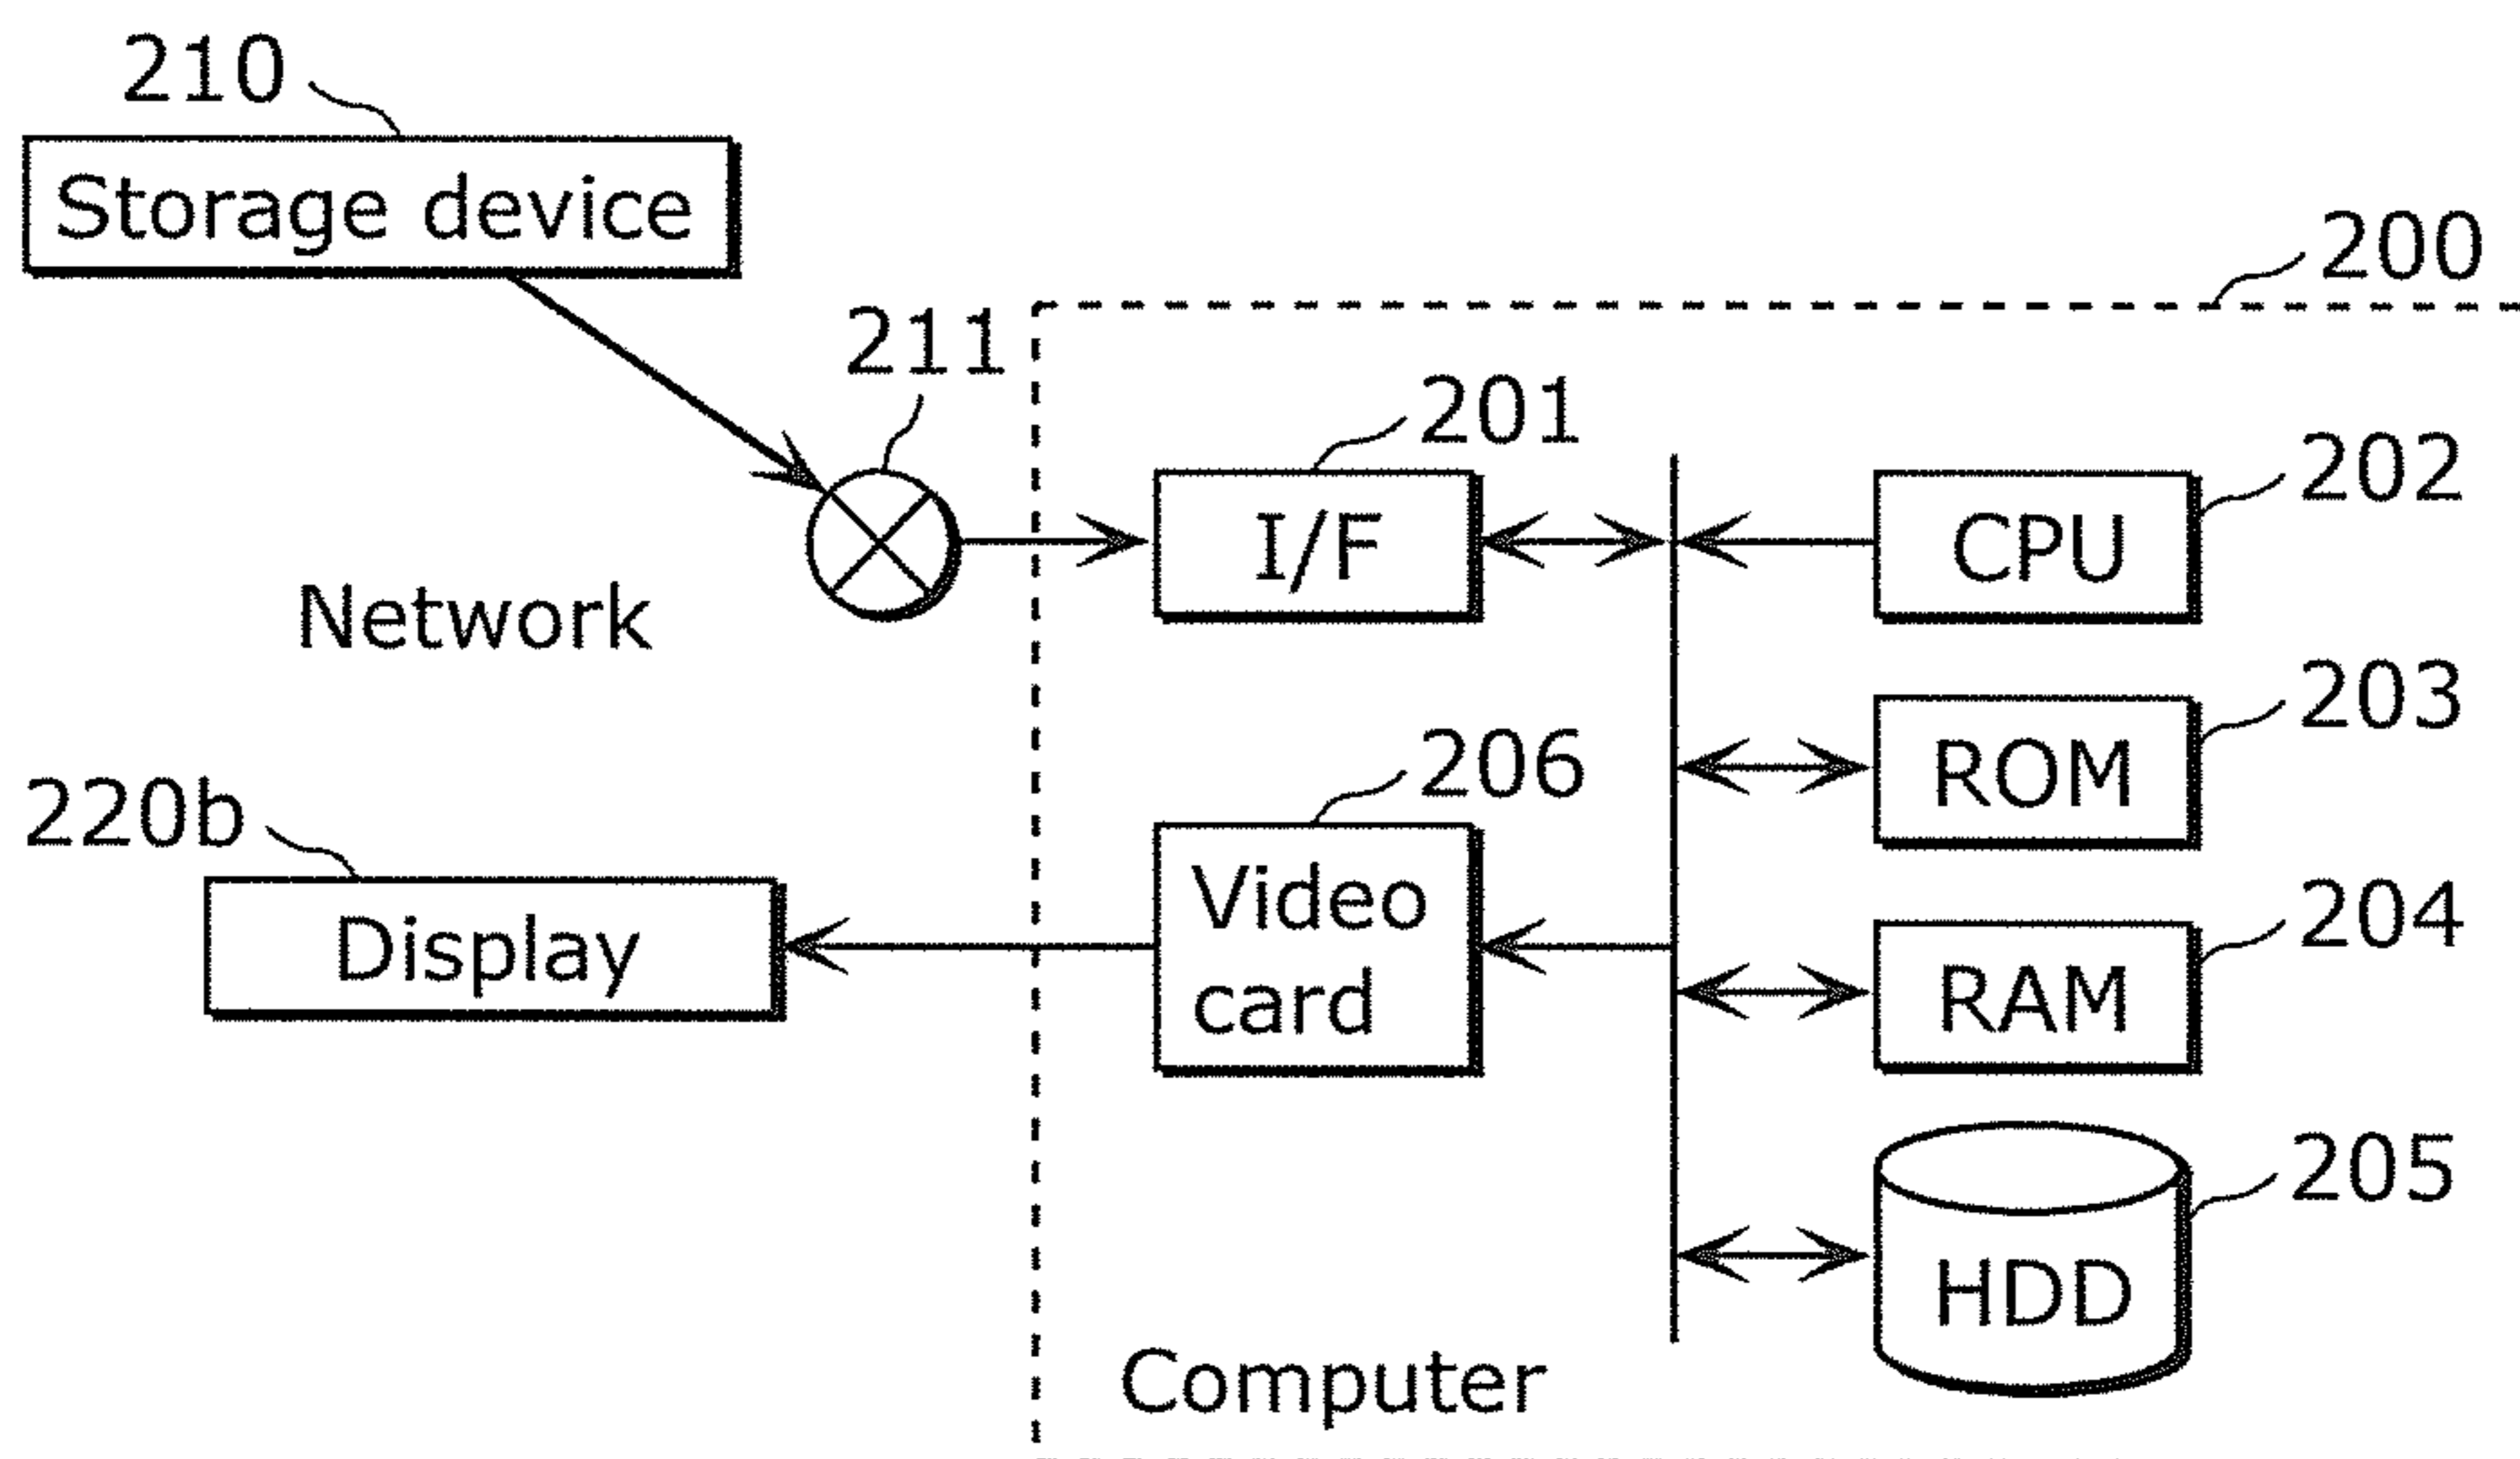 210
Storage device
200
211
201
202
I/F
CPU
Network
203
206
ROM
220b
Video
card
204
Display
RAM
205
HDD
Computer